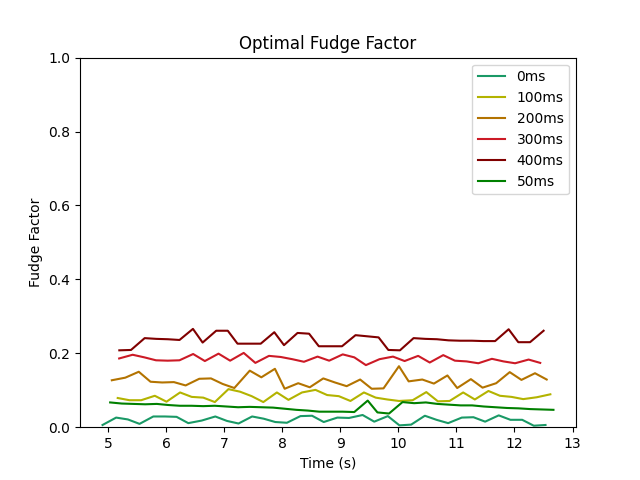 Optimal Fudge Factor
1.0
0.8
0.6
0.4
0.2
0.0
Fudge Factor
0ms
100ms
200ms
300ms
400ms
50ms
5 6 7 8 9 10 11 12 13
Time (s)